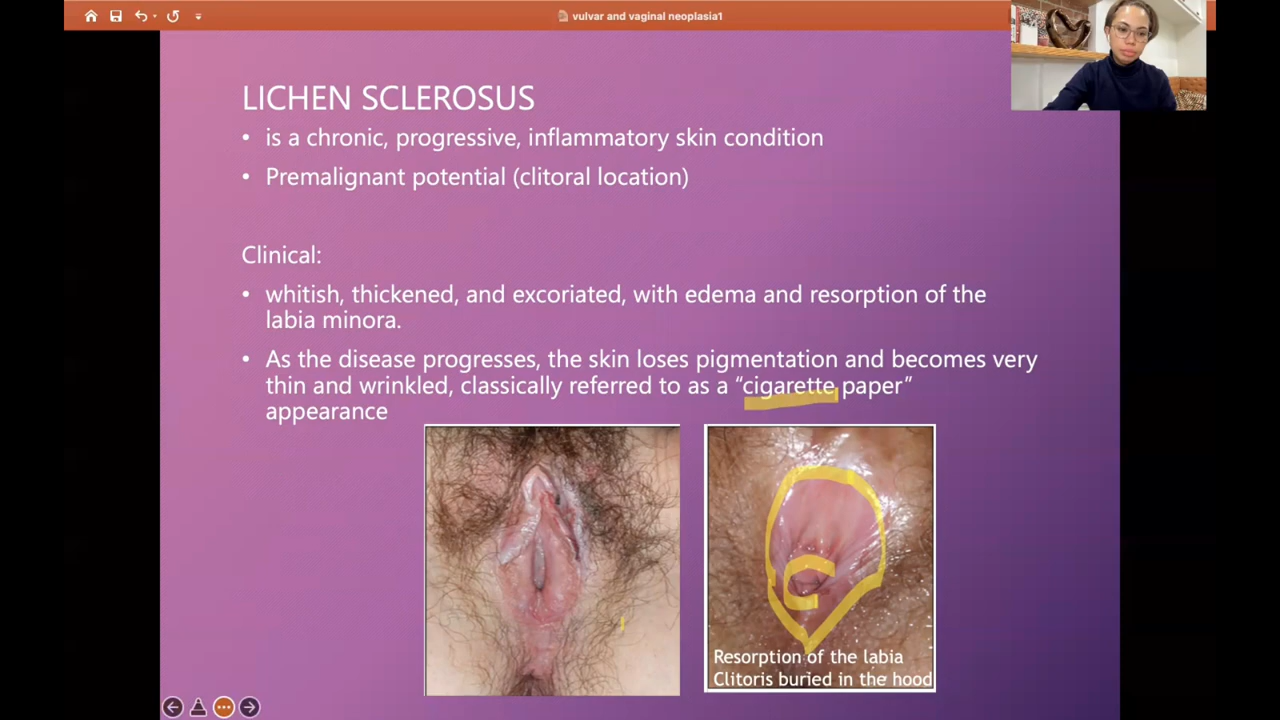 vulvar and vaginal neoplasia1
LICHEN SCLEROSUS
• is a chronic, progressive, inflammatory skin condition
• Premalignant potential (clitoral location)
Clinical:
• whitish, thickened, and excoriated, with edema and resorption of the
labia minora.
• As the disease progresses, the skin loses pigmentation and becomes very
thin and wrinkled, classically referred to as a “cigarette paper”
appearance
Resorption of the labia
Clitoris buried in the hood